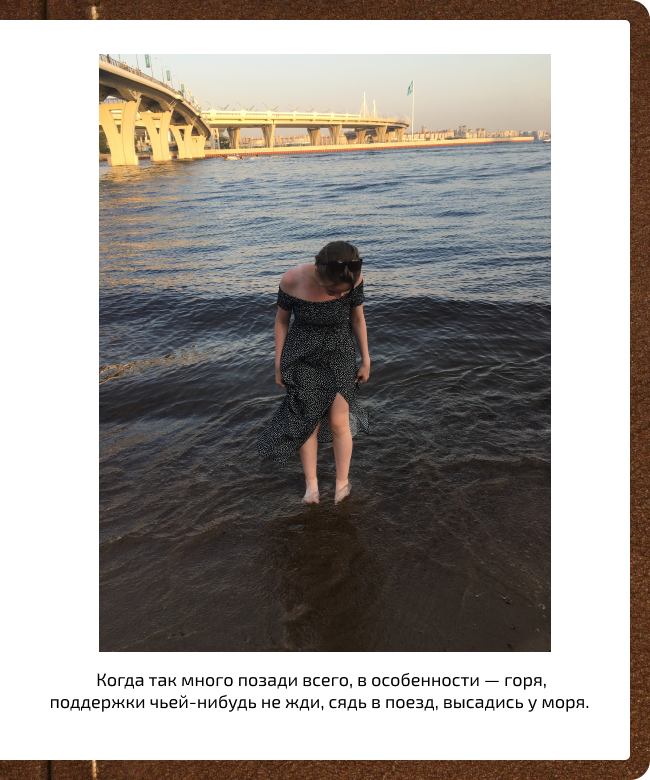 Когда так много позади всего, в особенности — горя,
поддержки чьей-нибудь не жди, сядь в поезд, высадись у моря.